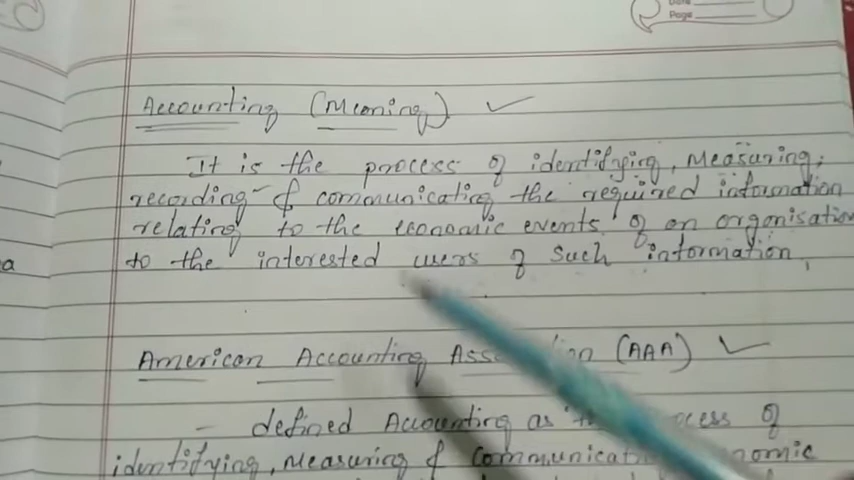 Page
Accounting (Meaning)
It is the process of identifying, measuring,
recording & communicating the required information
relating to the economic events of an organisation
to the interested users of such information,
a
American Accounting (AAA)
- defined Accounting as
of
identifying, measuring &